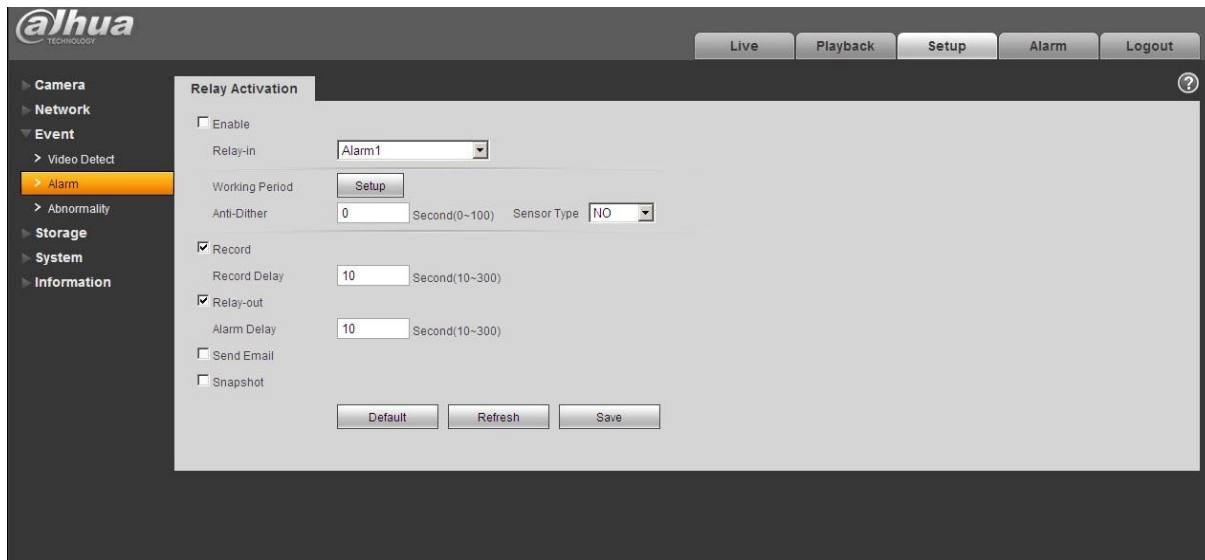 alhua
TECHNOLOGY
Live Playback Setup Alarm Logout
Camera
Network
Event
> Video Detect
> Alarm
> Abnormality
Storage
System
Information
Relay Activation
?
Enable
Relay-in Alarm1
Working Period Setup
Anti-Dither 0 Second(0~100) Sensor Type NO
Record
Record Delay 10 Second(10~300)
Relay-out
Alarm Delay 10 Second(10~300)
Send Email
Snapshot
Default Refresh Save